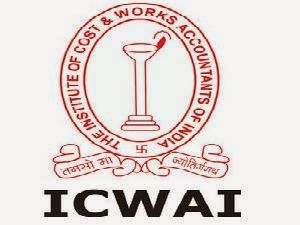 THE INSTITUTE OF COST & WORKS ACCOUNTANTS OF INDIA
तमसो मा ज्योतिर्गमय
ICWAI